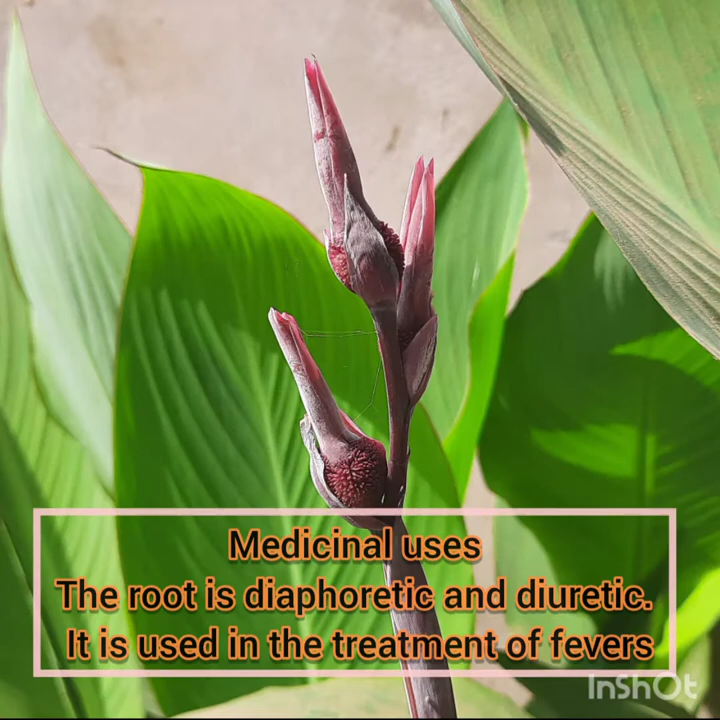 Medicinal uses
The root is diaphoretic and diuretic.
It is used in the treatment of fevers
InShOt